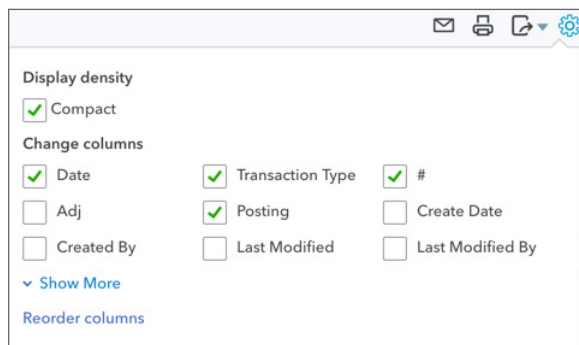 Display density
Compact
Change columns
Date Transaction Type #
Adj Posting Create Date
Created By Last Modified Last Modified By
Show More
Reorder columns